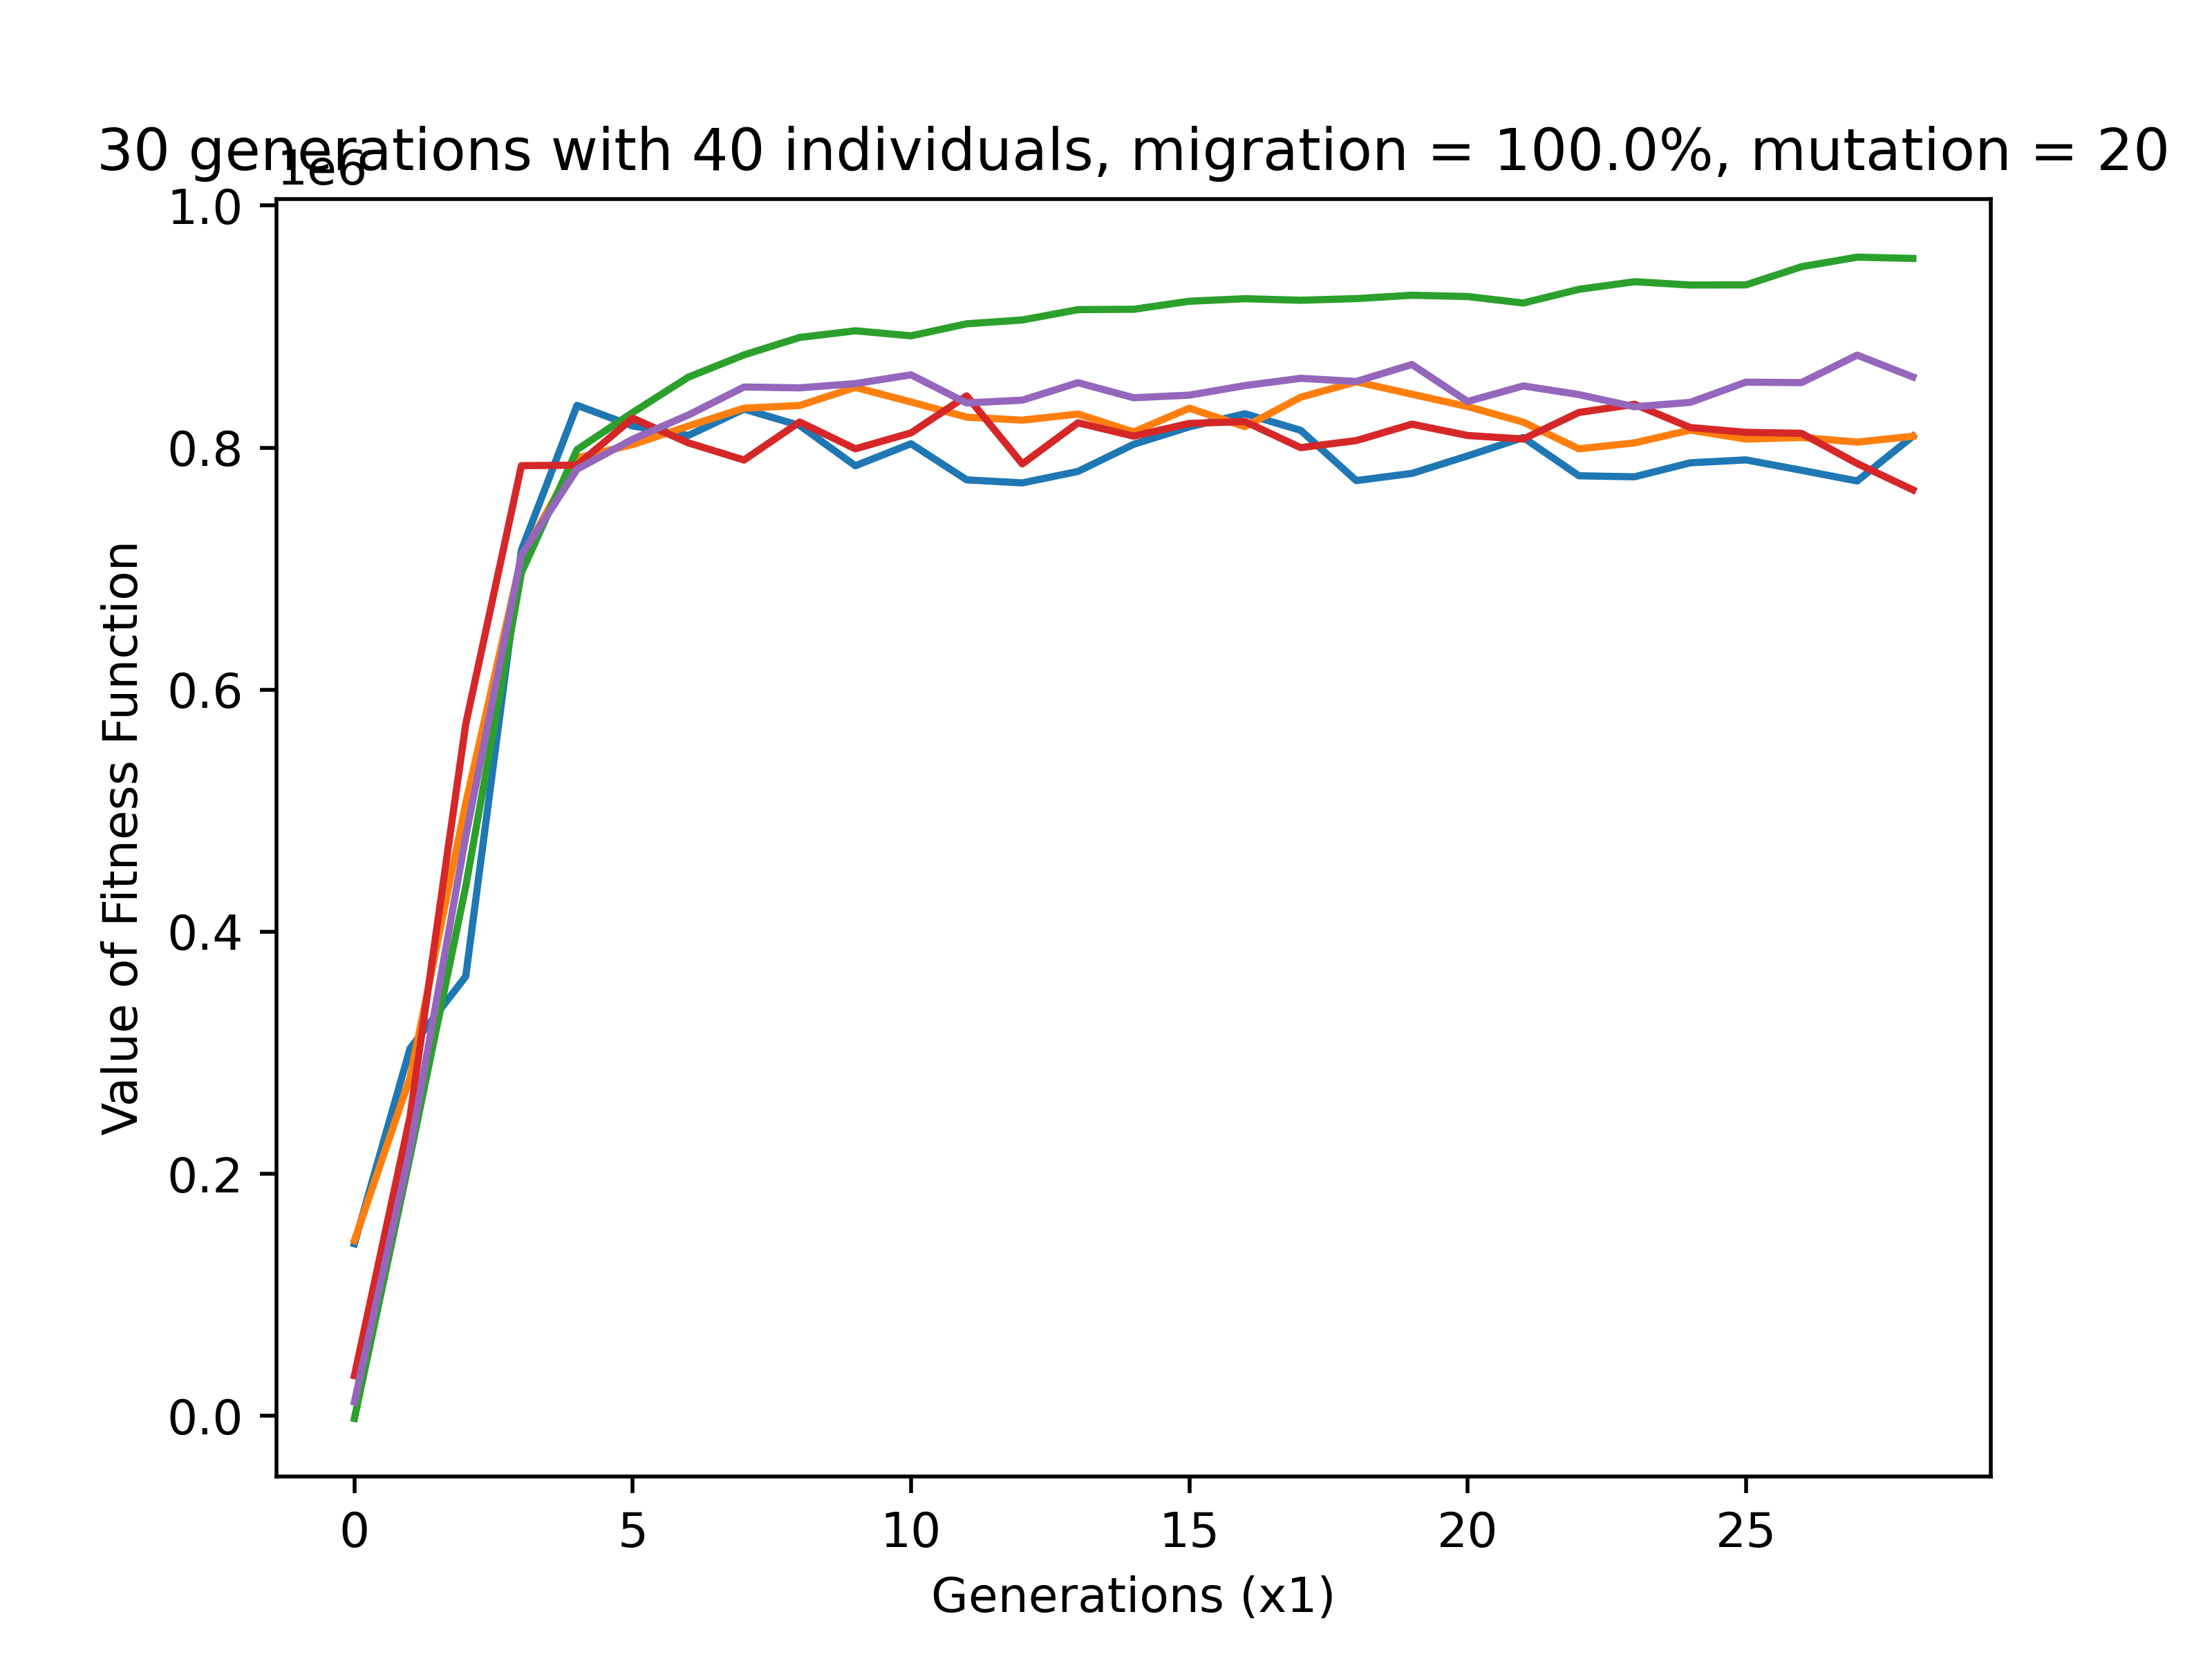 30 generations with 40 individuals, migration = 100.0%, mutation = 20
1e6
1.0
0.8
0.6
0.4
0.2
0.0
Value of Fitness Function
0 5 10 15 20 25
Generations (x1)